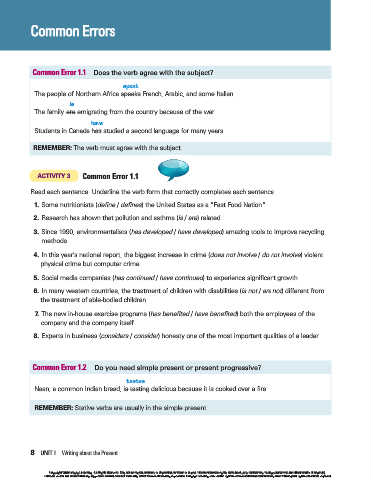 Common Errors
Common Error 1.1 Does the verb agree with the subject?
speak
The people of Northern Africa speaks French, Arabic, and some Italian
is
The family are emigrating from the country because of the war
have
Students in Canada has studied a second language for many years
REMEMBER: The verb must agree with the subject
ACTIVITY 3 Common Error 1.1
Read each sentence Underline the verb form that correctly completes each sentence
1. Some nutritionists (define / defines) the United States as a "Fast Food Nation"
2. Research has shown that pollution and asthma (is / are) related
3. Since 1990, environmentalists (has developed / have developed) amazing tools to improve recycling
methods
4. In this year's national report, the biggest increase in crime (does not involve / do not involve) violent
physical crime but computer crime
5. Social media companies (has continued / have continued) to experience significant growth
6. In many western countries, the treatment of children with disabilities (is not / are not) different from
the treatment of able-bodied children
7. The new in-house exercise programs (has benefited / have benefited) both the employees of the
company and the company itself
8. Experts in business (considers / consider) honesty one of the most important qualities of a leader
Common Error 1.2 Do you need simple present or present progressive?
tastes
Naan, a common Indian bread, is tasting delicious because it is cooked over a fire
REMEMBER: Stative verbs are usually in the simple present
8 UNIT 1 Writing about the Present